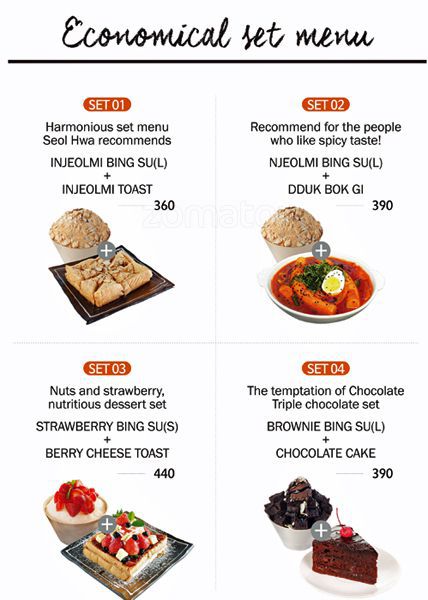 Economical set menu
SET 01
Harmonious set menu
Seol Hwa recommends
INJEOLMI BING SU(L)
+
INJEOLMI TOAST
360
+
SET 02
Recommend for the people
who like spicy taste!
NJEOLMI BING SU(L)
+
DDUK BOK GI
390
+
zomato
SET 03
Nuts and strawberry,
nutritious dessert set
STRAWBERRY BING SU(S)
+
BERRY CHEESE TOAST
440
+
SET 04
The temptation of Chocolate
Triple chocolate set
BROWNIE BING SU(L)
+
CHOCOLATE CAKE
390
+